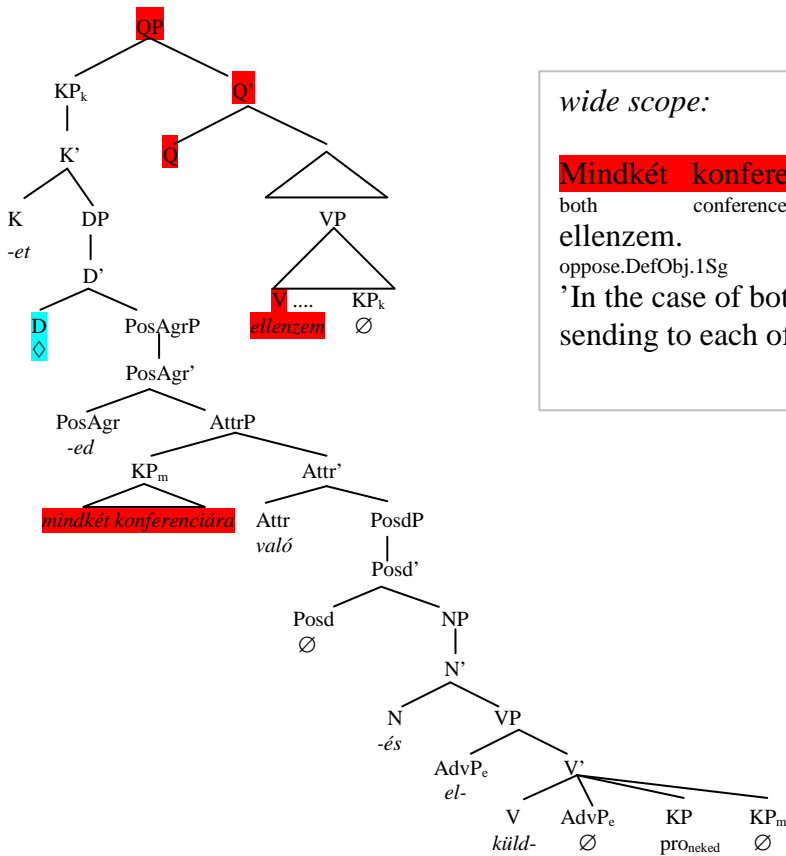 QP
wide scope:
KPk Q’
K’ Q
Mindkét konfere
both conference
K DP VP
ellenzem.
-et
oppose.DefObj.1Sg
D’
V .... KPk
’In the case of bot
D PosAgrP ellenzem ∅
sending to each of
◊
PosAgr’
PosAgr AttrP
-ed
KPm Attr’
mindkét konferenciára Attr PosdP
való
Posd’
Posd NP
∅
N’
N VP
-és
AdvPe V’
el-
V AdvPe KP KPm
küld- ∅ proneked ∅